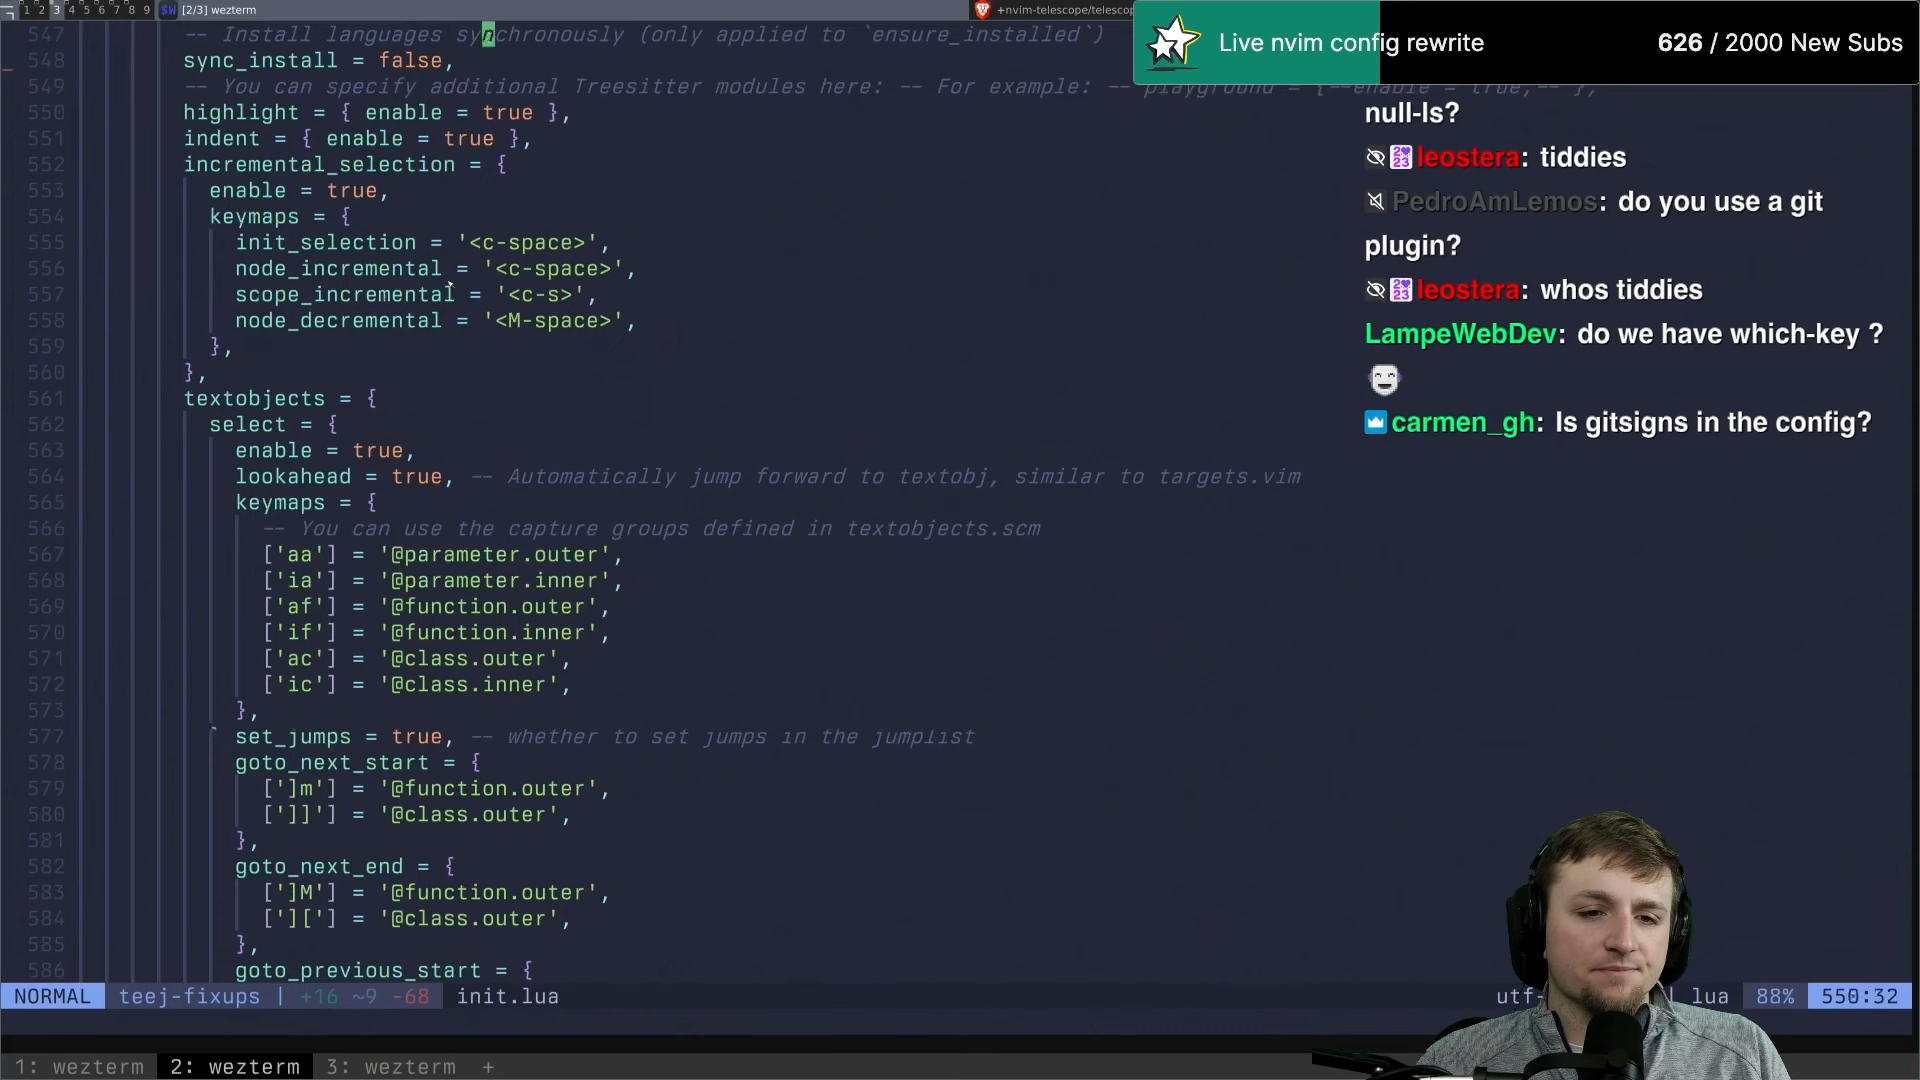 1 2 3 4 5 6 7 8 9 $W [2/3] wezterm
+nvim-telescope/telescop
Live nvim config rewrite 626 / 2000 New Subs
547 -- Install languages synchronously (only applied to `ensure_installed`)
548 sync_install = false,
549 -- You can specify additional Treesitter modules here: -- For example: -- playground = {--enable = true,-- },
550 highlight = { enable = true },
551 indent = { enable = true },
552 incremental_selection = {
553 enable = true,
554 keymaps = {
555 init_selection = '<c-space>',
556 node_incremental = '<c-space>',
557 scope_incremental = '<c-s>',
558 node_decremental = '<M-space>',
559 },
560 },
561 textobjects = {
562 select = {
563 enable = true,
564 lookahead = true, -- Automatically jump forward to textobj, similar to targets.vim
565 keymaps = {
566 -- You can use the capture groups defined in textobjects.scm
567 ['aa'] = '@parameter.outer',
568 ['ia'] = '@parameter.inner',
569 ['af'] = '@function.outer',
570 ['if'] = '@function.inner',
571 ['ac'] = '@class.outer',
572 ['ic'] = '@class.inner',
573 },
577 set_jumps = true, -- whether to set jumps in the jumplist
578 goto_next_start = {
579 [']m'] = '@function.outer',
580 [']]'] = '@class.outer',
581 },
582 goto_next_end = {
583 [']M'] = '@function.outer',
584 [' ]['] = '@class.outer',
585 },
586 goto_previous_start = {
null-ls?
leostera: tiddies
PedroAmLemos: do you use a git
plugin?
leostera: whos tiddies
LampeWebDev: do we have which-key ?
carmen_gh: Is gitsigns in the config?
NORMAL teej-fixups | +16 ~9 -68 init.lua utf- | lua 88% 550:32
1: wezterm 2: wezterm 3: wezterm +